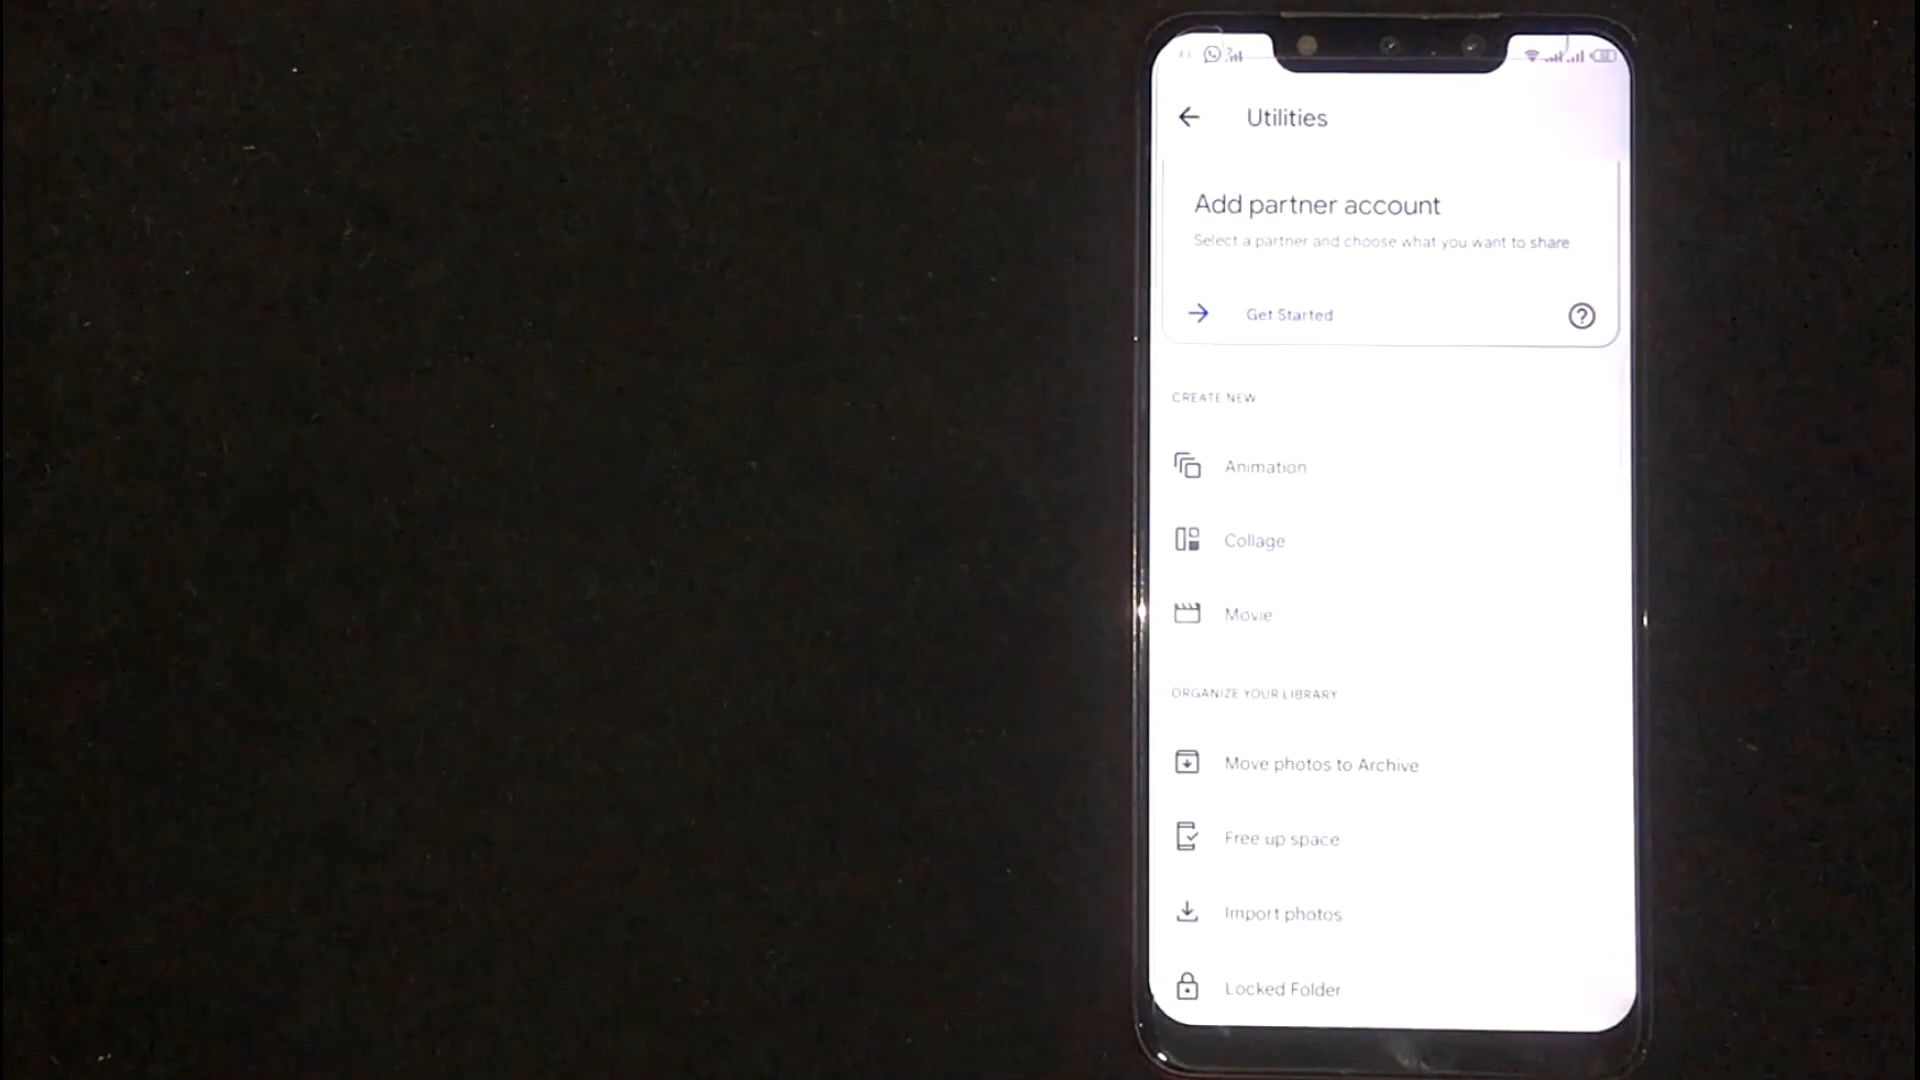 Utilities
Add partner account
Select a partner and choose what you want to share
Get Started
CREATE NEW
Animation
Collage
Movie
ORGANIZE YOUR LIBRARY
Move photos to Archive
Free up space
Import photos
Locked Folder